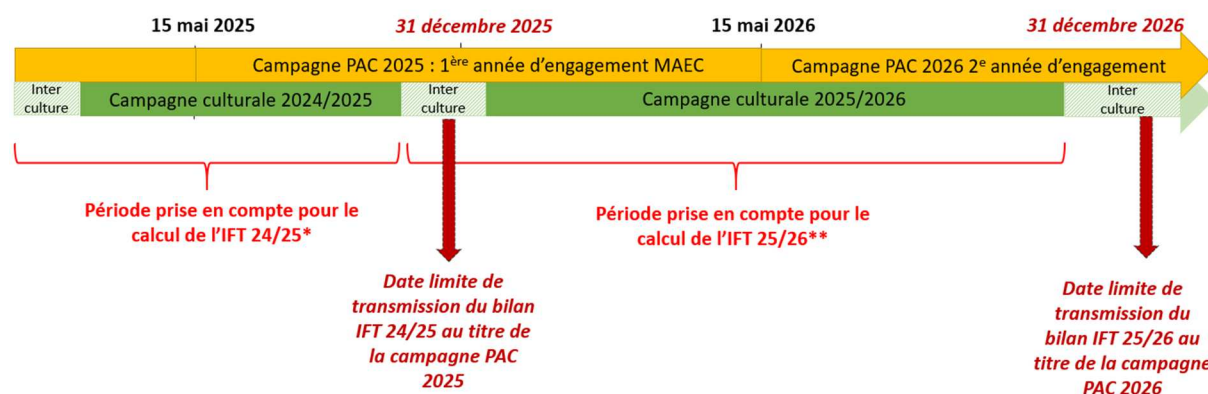 15 mai 2025
31 décembre 2025
15 mai 2026
31 décembre 2026
Campagne PAC 2025 : 1ère année d’engagement MAEC
Campagne PAC 2026 2e année d’engagement
Inter
culture
Campagne culturale 2024/2025
Inter
culture
Campagne culturale 2025/2026
Inter
culture
Période prise en compte pour le
calcul de l’IFT 24/25*
Période prise en compte pour le
calcul de l’IFT 25/26**
Date limite de
transmission du bilan
IFT 24/25 au titre de
la campagne PAC
2025
Date limite de
transmission du
bilan IFT 25/26 au
titre de la campagne
PAC 2026